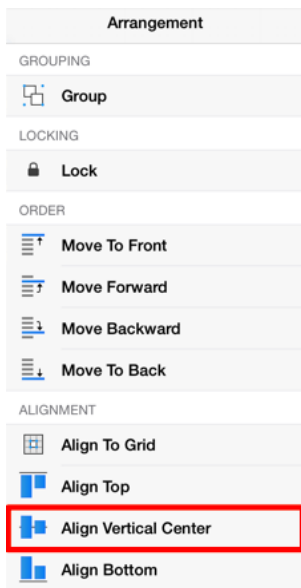 Arrangement
GROUPING
Group
LOCKING
Lock
ORDER
Move To Front
Move Forward
Move Backward
Move To Back
ALIGNMENT
Align To Grid
Align Top
Align Vertical Center
Align Bottom